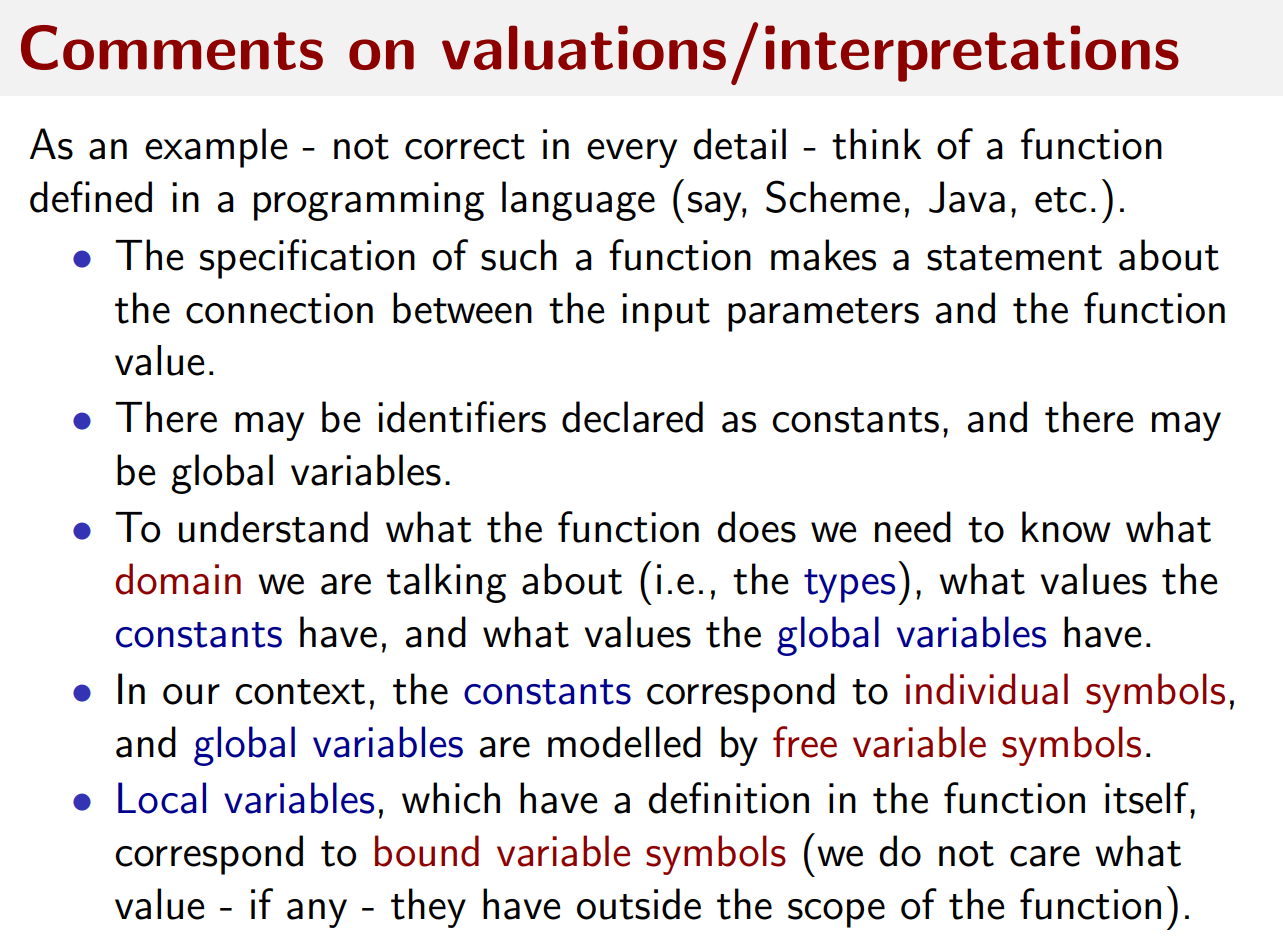 Comments on valuations/interpretations
As an example - not correct in every detail - think of a function
defined in a programming language (say, Scheme, Java, etc.).
• The specification of such a function makes a statement about
the connection between the input parameters and the function
value.
• There may be identifiers declared as constants, and there may
be global variables.
• To understand what the function does we need to know what
domain we are talking about (i.e., the types), what values the
constants have, and what values the global variables have.
• In our context, the constants correspond to individual symbols,
and global variables are modelled by free variable symbols.
• Local variables, which have a definition in the function itself,
correspond to bound variable symbols (we do not care what
value - if any - they have outside the scope of the function).